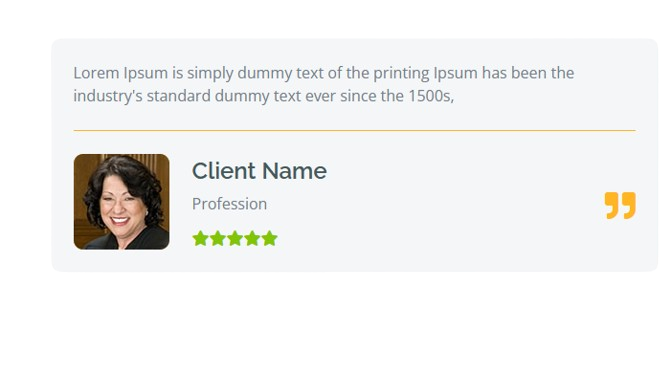 Lorem Ipsum is simply dummy text of the printing Ipsum has been the
industry's standard dummy text ever since the 1500s,
Client Name
Profession